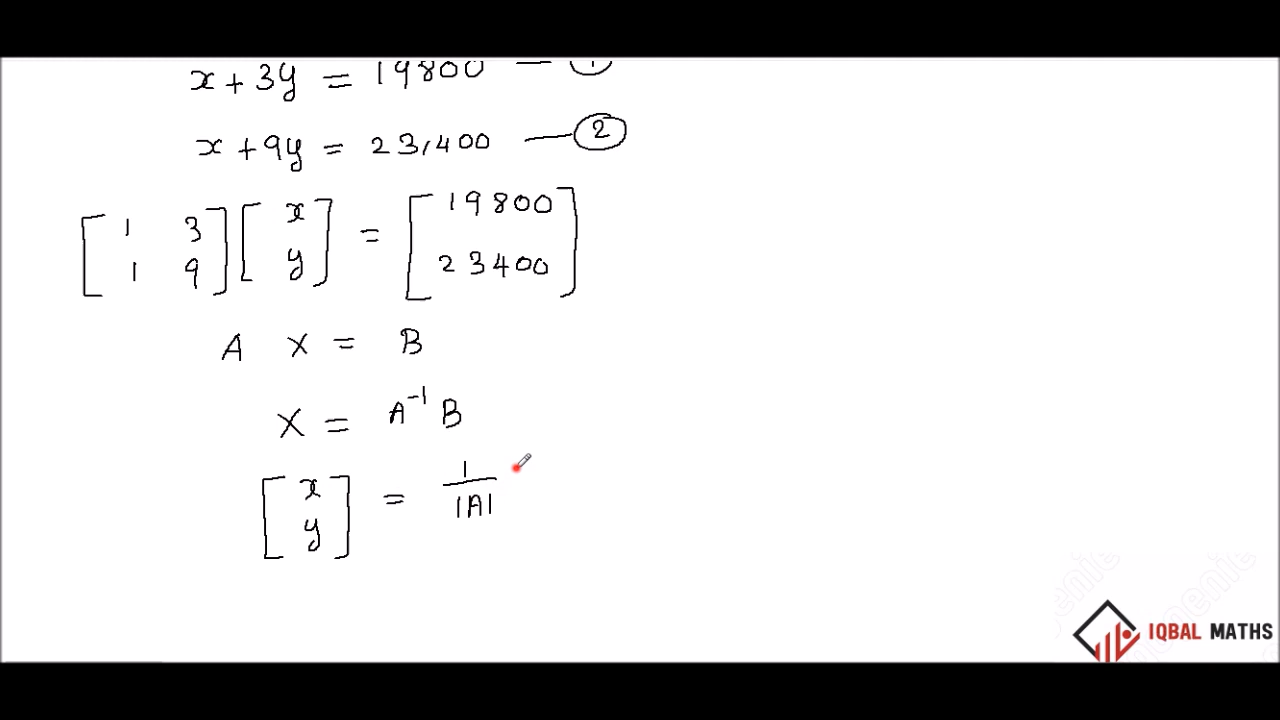 x + 3y = 19800 — 1
x + 9y = 23,400 — 2
[ 1 3 ] [ x ] = [ 19800 ]
[ 1 9 ] [ y ] [ 23400 ]
A X = B
X = A⁻¹ B
[ x ] = 1
[ y ] |A|
IQBAL MATHS